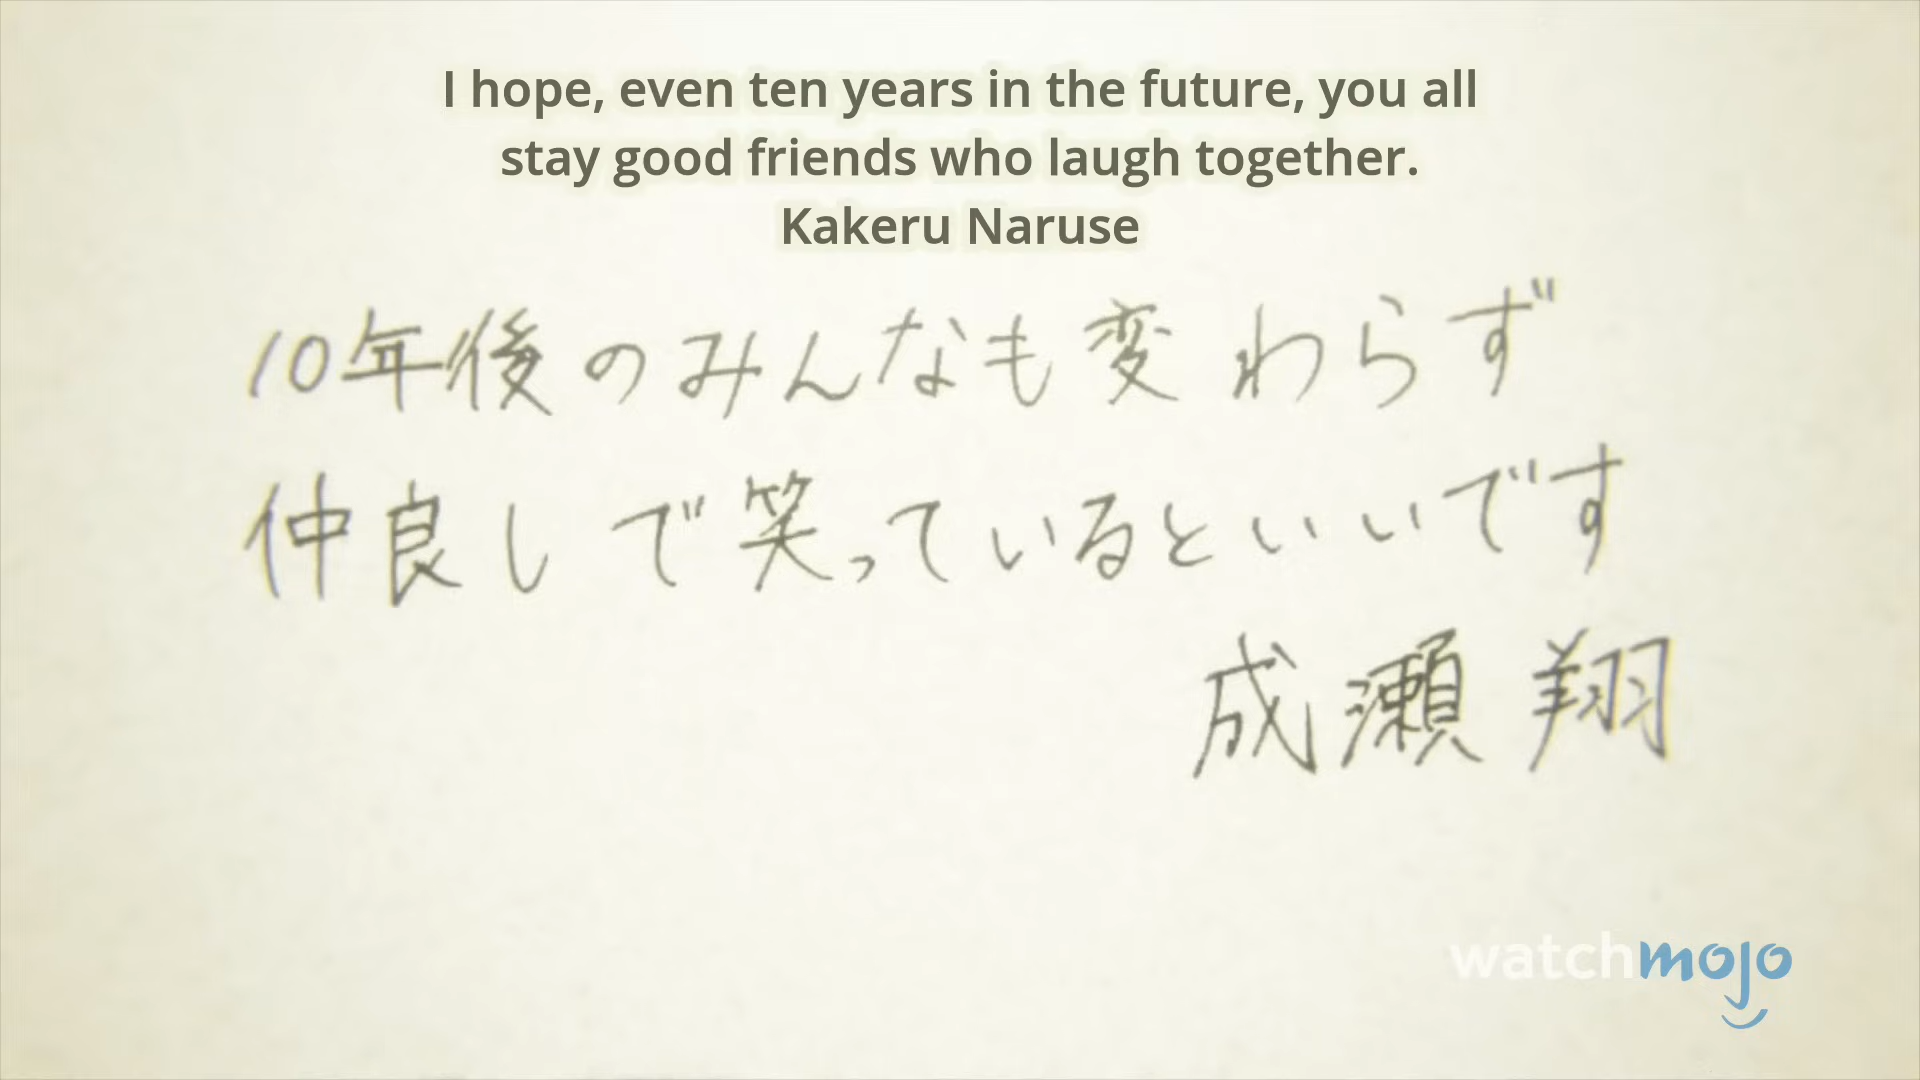 I hope, even ten years in the future, you all
stay good friends who laugh together.
Kakeru Naruse
10年後のみんなも変わらず
仲良しで笑っているといいです
成瀬 翔
watchmojo